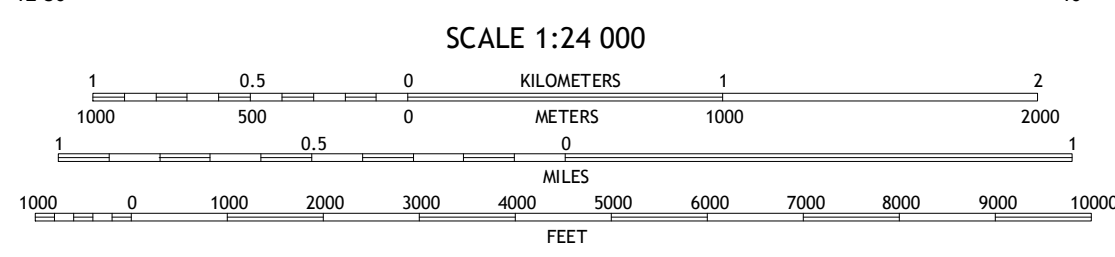 SCALE 1:24 000
1 0.5 0 KILOMETERS 1 2
1000 500 0 METERS 1000 2000
1 0.5 0 1
MILES
1000 0 1000 2000 3000 4000 5000 6000 7000 8000 9000 10000
FEET